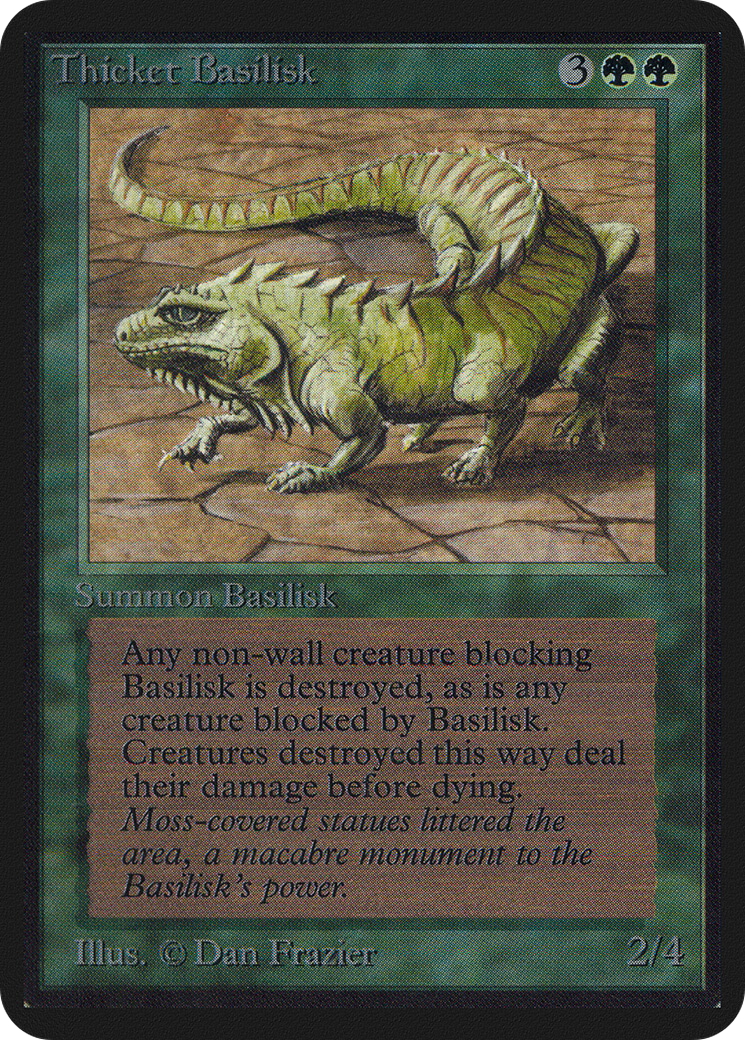 Thicket Basilisk 3
Summon Basilisk
Any non-wall creature blocking
Basilisk is destroyed, as is any
creature blocked by Basilisk.
Creatures destroyed this way deal
their damage before dying.
Moss-covered statues littered the
area, a macabre monument to the
Basilisk's power.
Illus. © Dan Frazier 2/4